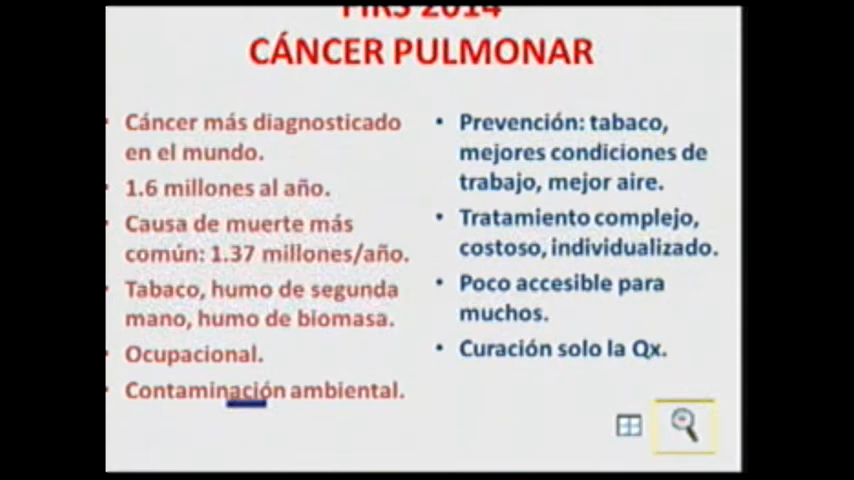 FIRS 2014
CÁNCER PULMONAR
• Cáncer más diagnosticado
en el mundo.
• 1.6 millones al año.
• Causa de muerte más
común: 1.37 millones/año.
• Tabaco, humo de segunda
mano, humo de biomasa.
• Ocupacional.
• Contaminación ambiental.
• Prevención: tabaco,
mejores condiciones de
trabajo, mejor aire.
• Tratamiento complejo,
costoso, individualizado.
• Poco accesible para
muchos.
• Curación solo la Qx.